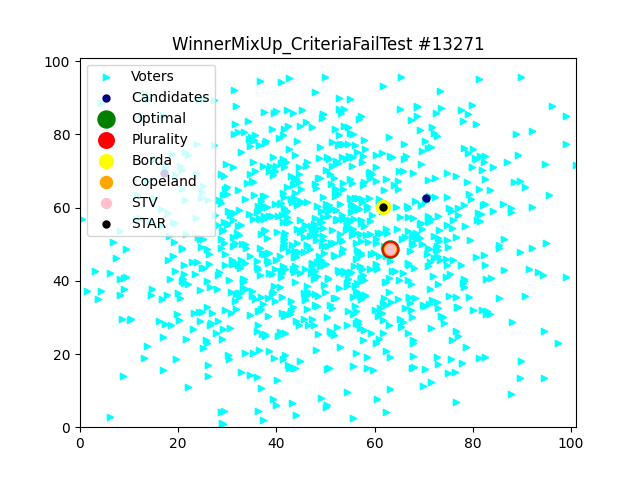 WinnerMixUp_CriteriaFailTest #13271
Voters
Candidates
Optimal
Plurality
Borda
Copeland
STV
STAR
100
80
60
40
20
0
0 20 40 60 80 100